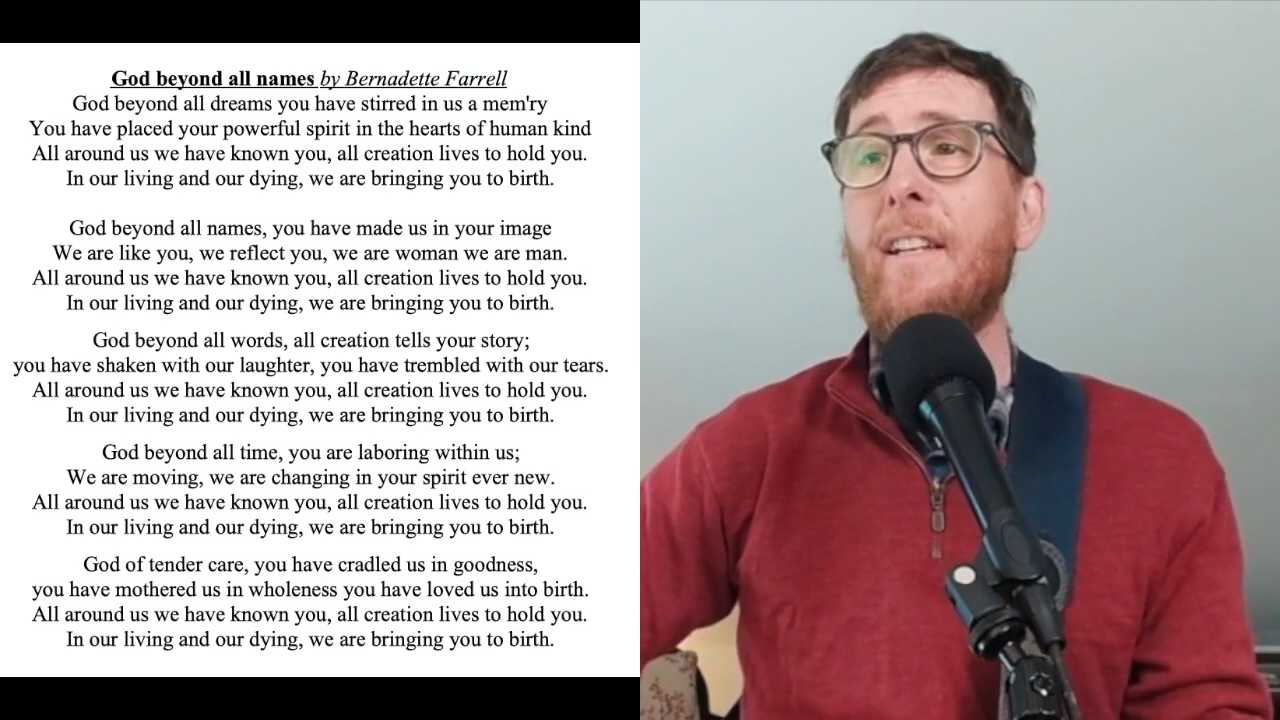 God beyond all names by Bernadette Farrell
God beyond all dreams you have stirred in us a mem'ry
You have placed your powerful spirit in the hearts of human kind
All around us we have known you, all creation lives to hold you.
In our living and our dying, we are bringing you to birth.
God beyond all names, you have made us in your image
We are like you, we reflect you, we are woman we are man.
All around us we have known you, all creation lives to hold you.
In our living and our dying, we are bringing you to birth.
God beyond all words, all creation tells your story;
you have shaken with our laughter, you have trembled with our tears.
All around us we have known you, all creation lives to hold you.
In our living and our dying, we are bringing you to birth.
God beyond all time, you are laboring within us;
We are moving, we are changing in your spirit ever new.
All around us we have known you, all creation lives to hold you.
In our living and our dying, we are bringing you to birth.
God of tender care, you have cradled us in goodness,
you have mothered us in wholeness you have loved us into birth.
All around us we have known you, all creation lives to hold you.
In our living and our dying, we are bringing you to birth.